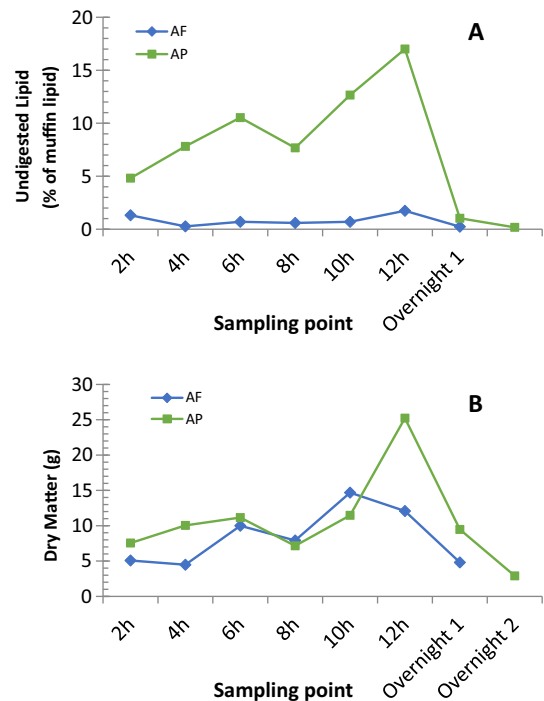 20
15
10
5
0
Undigested Lipid
(% of muffin lipid)
AF
AP
A
2h
4h
6h
8h
10h
12h
Overnight 1
Sampling point
30
25
20
15
10
5
0
Dry Matter (g)
AF
AP
B
2h
4h
6h
8h
10h
12h
Overnight 1
Overnight 2
Sampling point